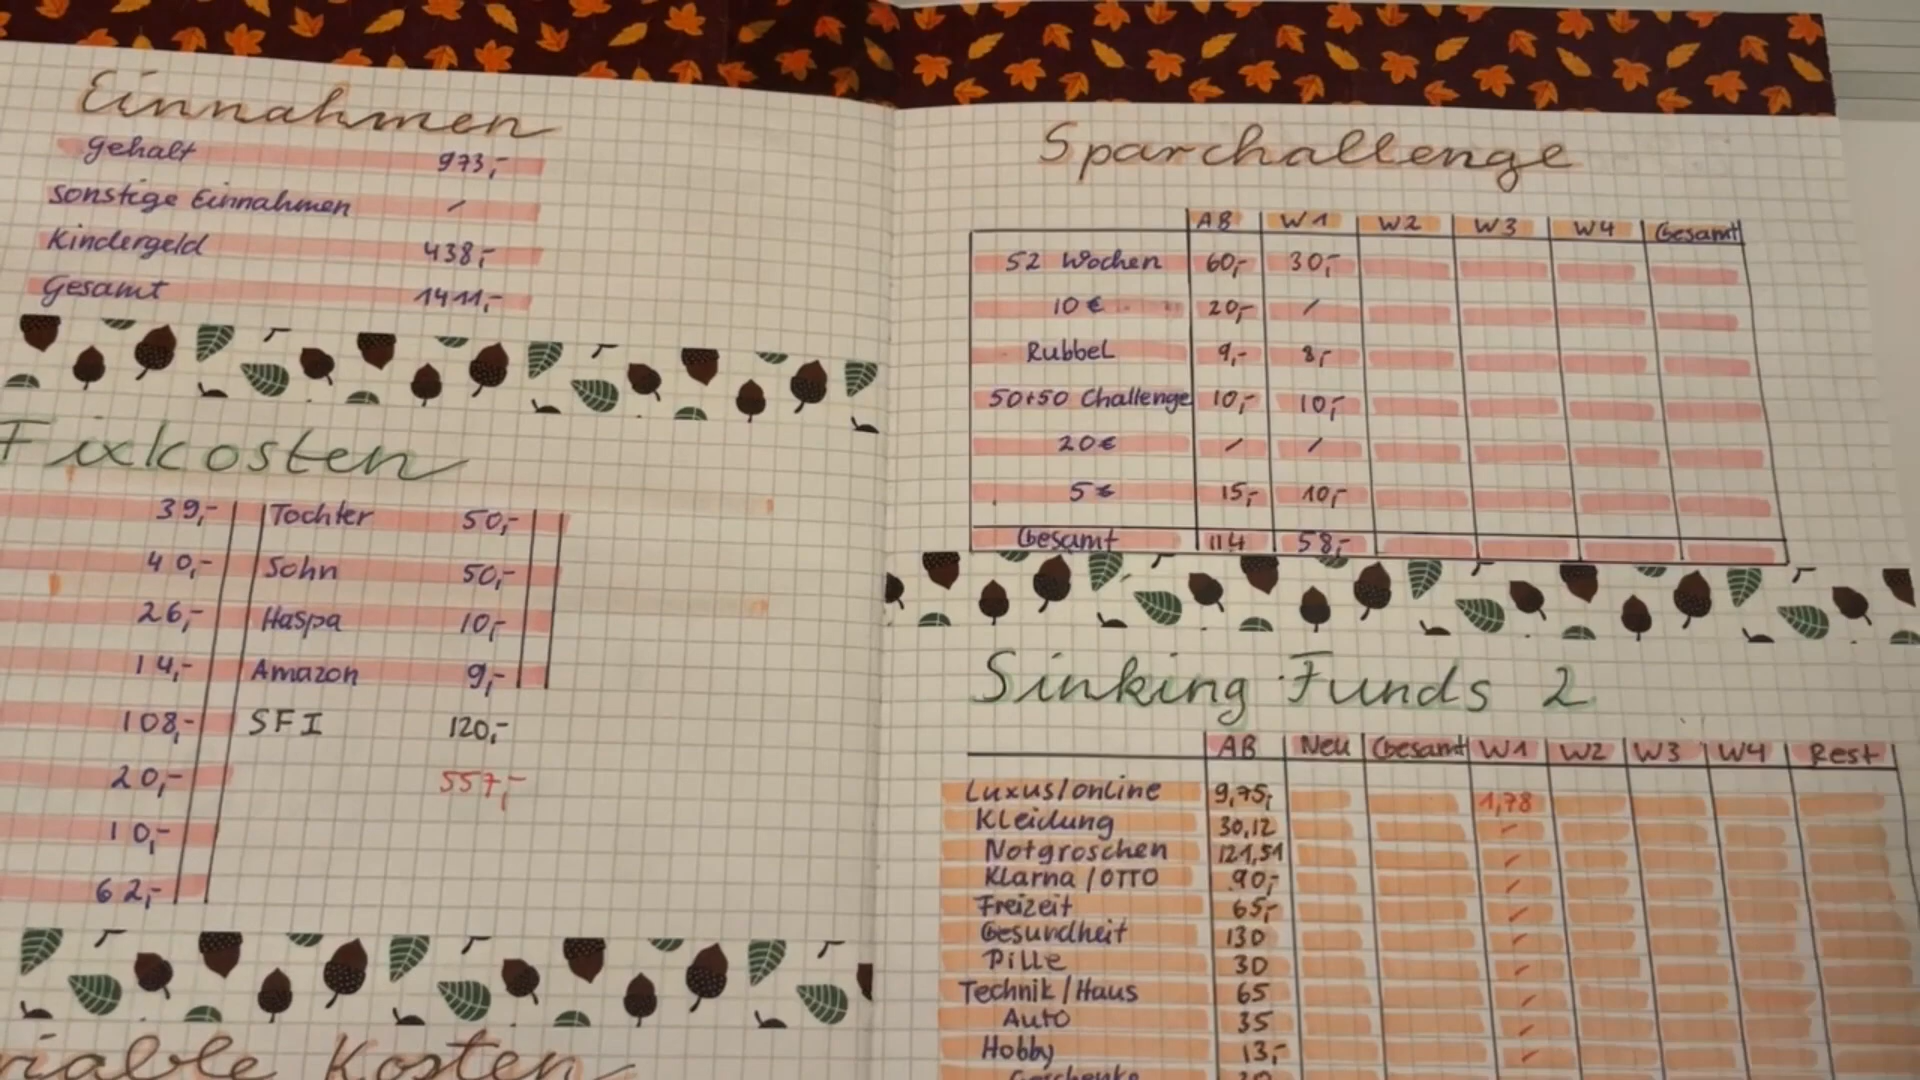 Einnahmen
Gehalt 973,-
Sonstige Einnahmen /
Kindergeld 438,-
Gesamt 1411,-
Fixkosten
39,- Tochter 50,-
40,- Sohn 50,-
26,- Haspa 10,-
14,- Amazon 9,-
108,- SFI 120,-
20,- 557,-
10,-
62,-
riable Kosten
Sparchallenge
AB W1 W2 W3 W4 Gesamt
52 Wochen 60,- 30,-
10€ 20,- /
Rubbel 9,- 8,-
50+50 Challenge 10,- 10,-
20€ / /
5€ 15,- 10,-
Gesamt 114 58,-
Sinking Funds 2
AB Neu Gesamt W1 W2 W3 W4 Rest
Luxus/online 9,75,- 1,78
Kleidung 30,12 /
Notgroschen 121,51 /
Klarna/OTTO 90,- /
Freizeit 65,- /
Gesundheit 130 /
Pille 30 /
Technik/Haus 65 /
Auto 35 /
Hobby 13,- /
Geschenke